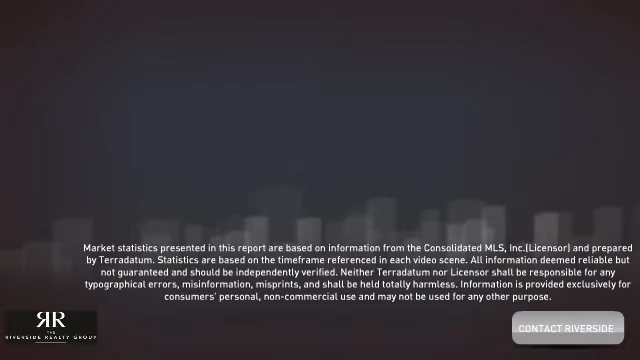 Market statistics presented in this report are based on information from the Consolidated MLS, Inc.(Licensor) and prepared
by Terradatum. Statistics are based on the timeframe referenced in each video scene. All information deemed reliable but
not guaranteed and should be independently verified. Neither Terradatum nor Licensor shall be responsible for any
typographical errors, misinformation, misprints, and shall be held totally harmless. Information is provided exclusively for
consumers' personal, non-commercial use and may not be used for any other purpose.
RR
THE
RIVERSIDE REALTY GROUP
CONTACT RIVERSIDE